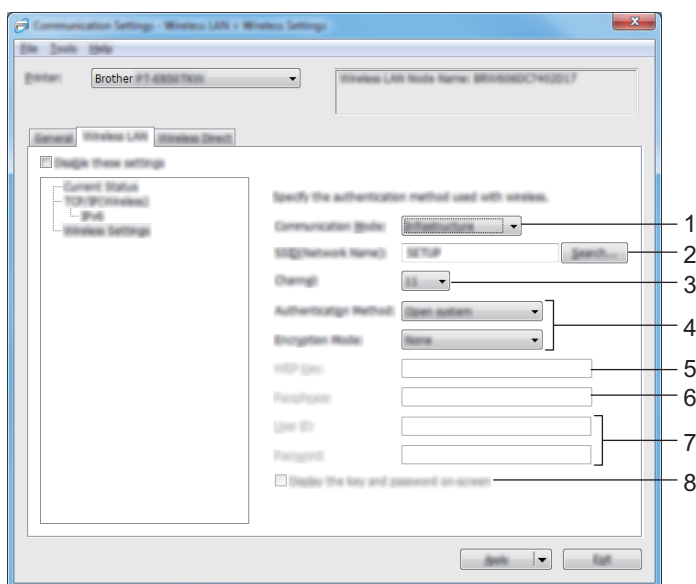 Communication Settings - Wireless LAN > Wireless Settings
File Tools Help
Printer:
Brother
Wireless LAN Node Name:
General Wireless LAN Wireless Direct
Disable these settings
Current Status
TCP/IP(Wireless)
IPv6
Wireless Settings
Specify the authentication method used with wireless.
Communication Mode: Infrastructure 1
SSID(Network Name): SETUP Search... 2
Channel: 11 3
Authentication Method: Open system
4
Encryption Mode: None
WEP Key: 5
Passphrase: 6
User ID:
7
Password:
Display the key and password on-screen 8
Apply Exit